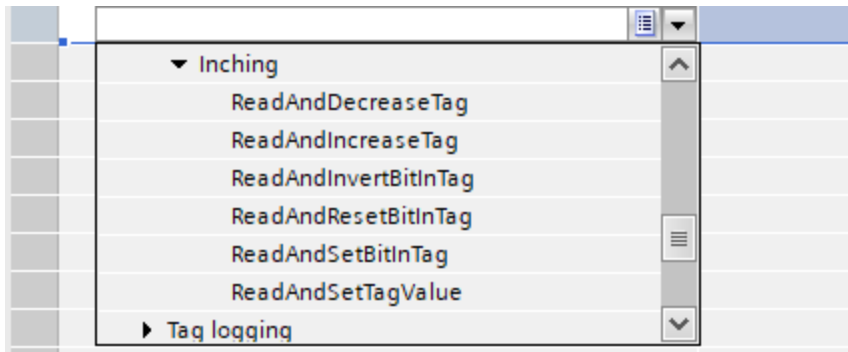 Inching
ReadAndDecreaseTag
ReadAndIncreaseTag
ReadAndInvertBitInTag
ReadAndResetBitInTag
ReadAndSetBitInTag
ReadAndSetTagValue
Tag logging